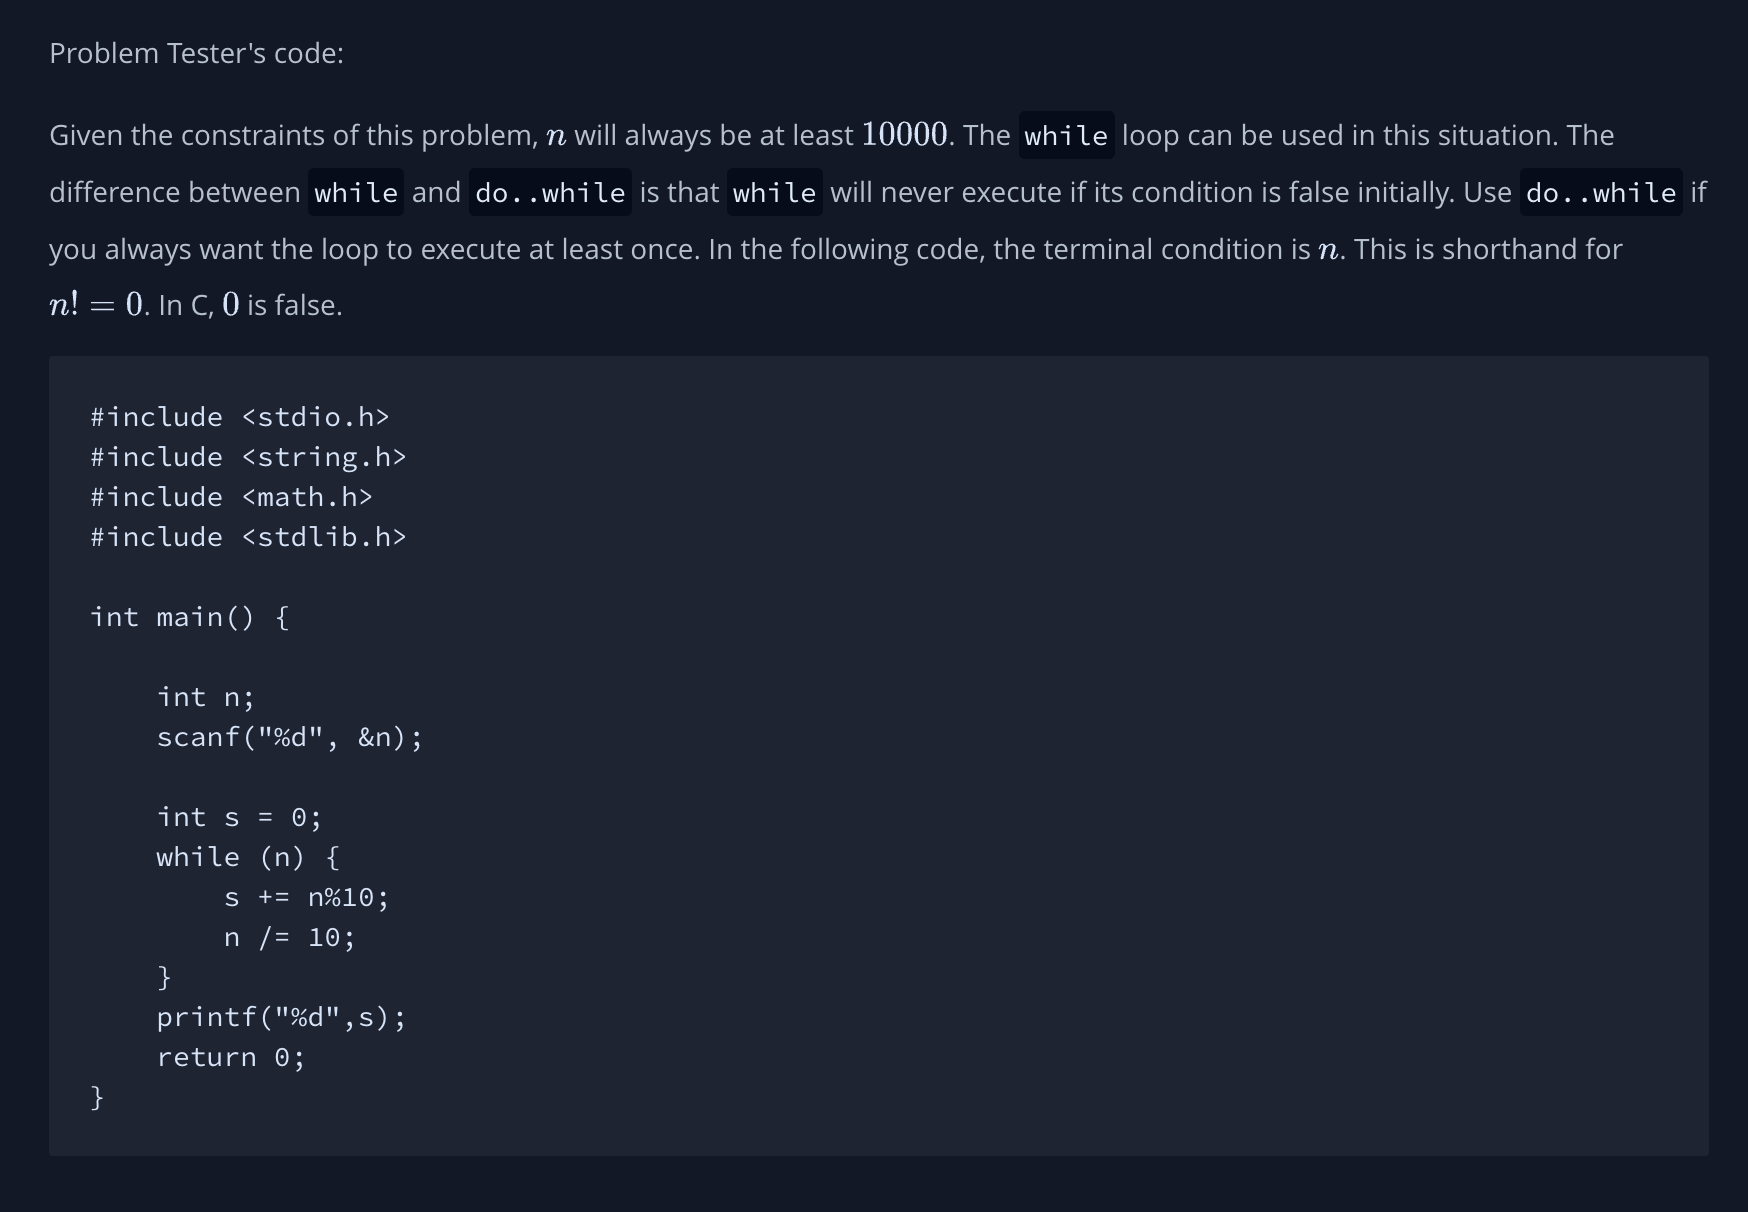 Problem Tester's code:
Given the constraints of this problem, n will always be at least 10000. The while loop can be used in this situation. The
difference between while and do..while is that while will never execute if its condition is false initially. Use do..while if
you always want the loop to execute at least once. In the following code, the terminal condition is n. This is shorthand for
n! = 0. In C, 0 is false.
#include <stdio.h>
#include <string.h>
#include <math.h>
#include <stdlib.h>
int main() {
    int n;
    scanf("%d", &n);
    int s = 0;
    while (n) {
        s += n%10;
        n /= 10;
    }
    printf("%d",s);
    return 0;
}